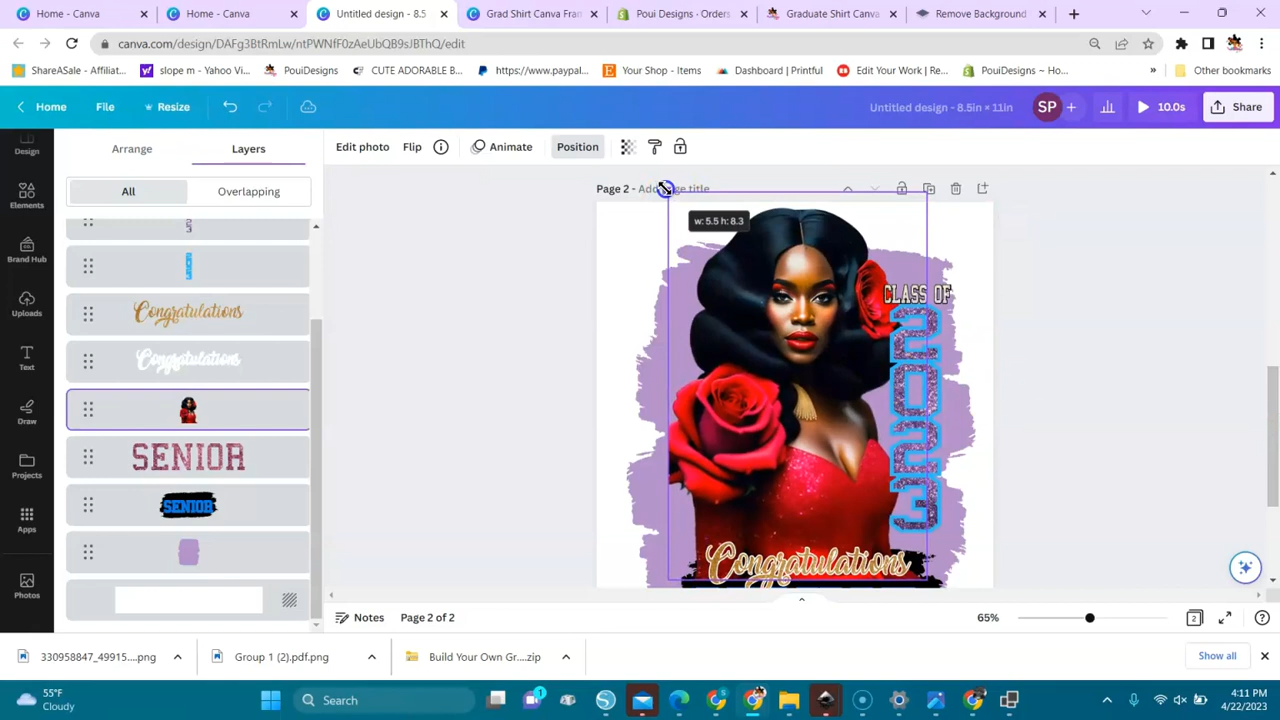 Home - Canva
Home - Canva
Untitled design - 8.5
Grad Shirt Canva Fran
Poui Designs · Orders
Graduate Shirt Canva
Remove Background
canva.com/design/DAFg3BtRmLw/ntPWNfF0zAeUbQB9sJBThQ/edit
ShareASale - Affiliat...
slope m - Yahoo Vi...
PouiDesigns
CUTE ADORABLE B...
https://www.paypal...
Your Shop - Items
Dashboard | Printful
Edit Your Work | Re...
PouiDesigns ~ Ho...
»
Other bookmarks
Home
File
Resize
Untitled design - 8.5in × 11in
SP
10.0s
Share
Design
Elements
Brand Hub
Uploads
Text
Draw
Projects
Apps
Photos
Arrange
Layers
All
Overlapping
Congratulations
Congratulations
SENIOR
SENIOR
Edit photo
Flip
Animate
Position
Page 2 - Add page title
w: 5.5 h: 8.3
CLASS OF
2023
Congratulations
Notes
Page 2 of 2
65%
2
330958847_49915....png
Group 1 (2).pdf.png
Build Your Own Gr....zip
Show all
55°F
Cloudy
Search
1
4:11 PM
4/22/2023